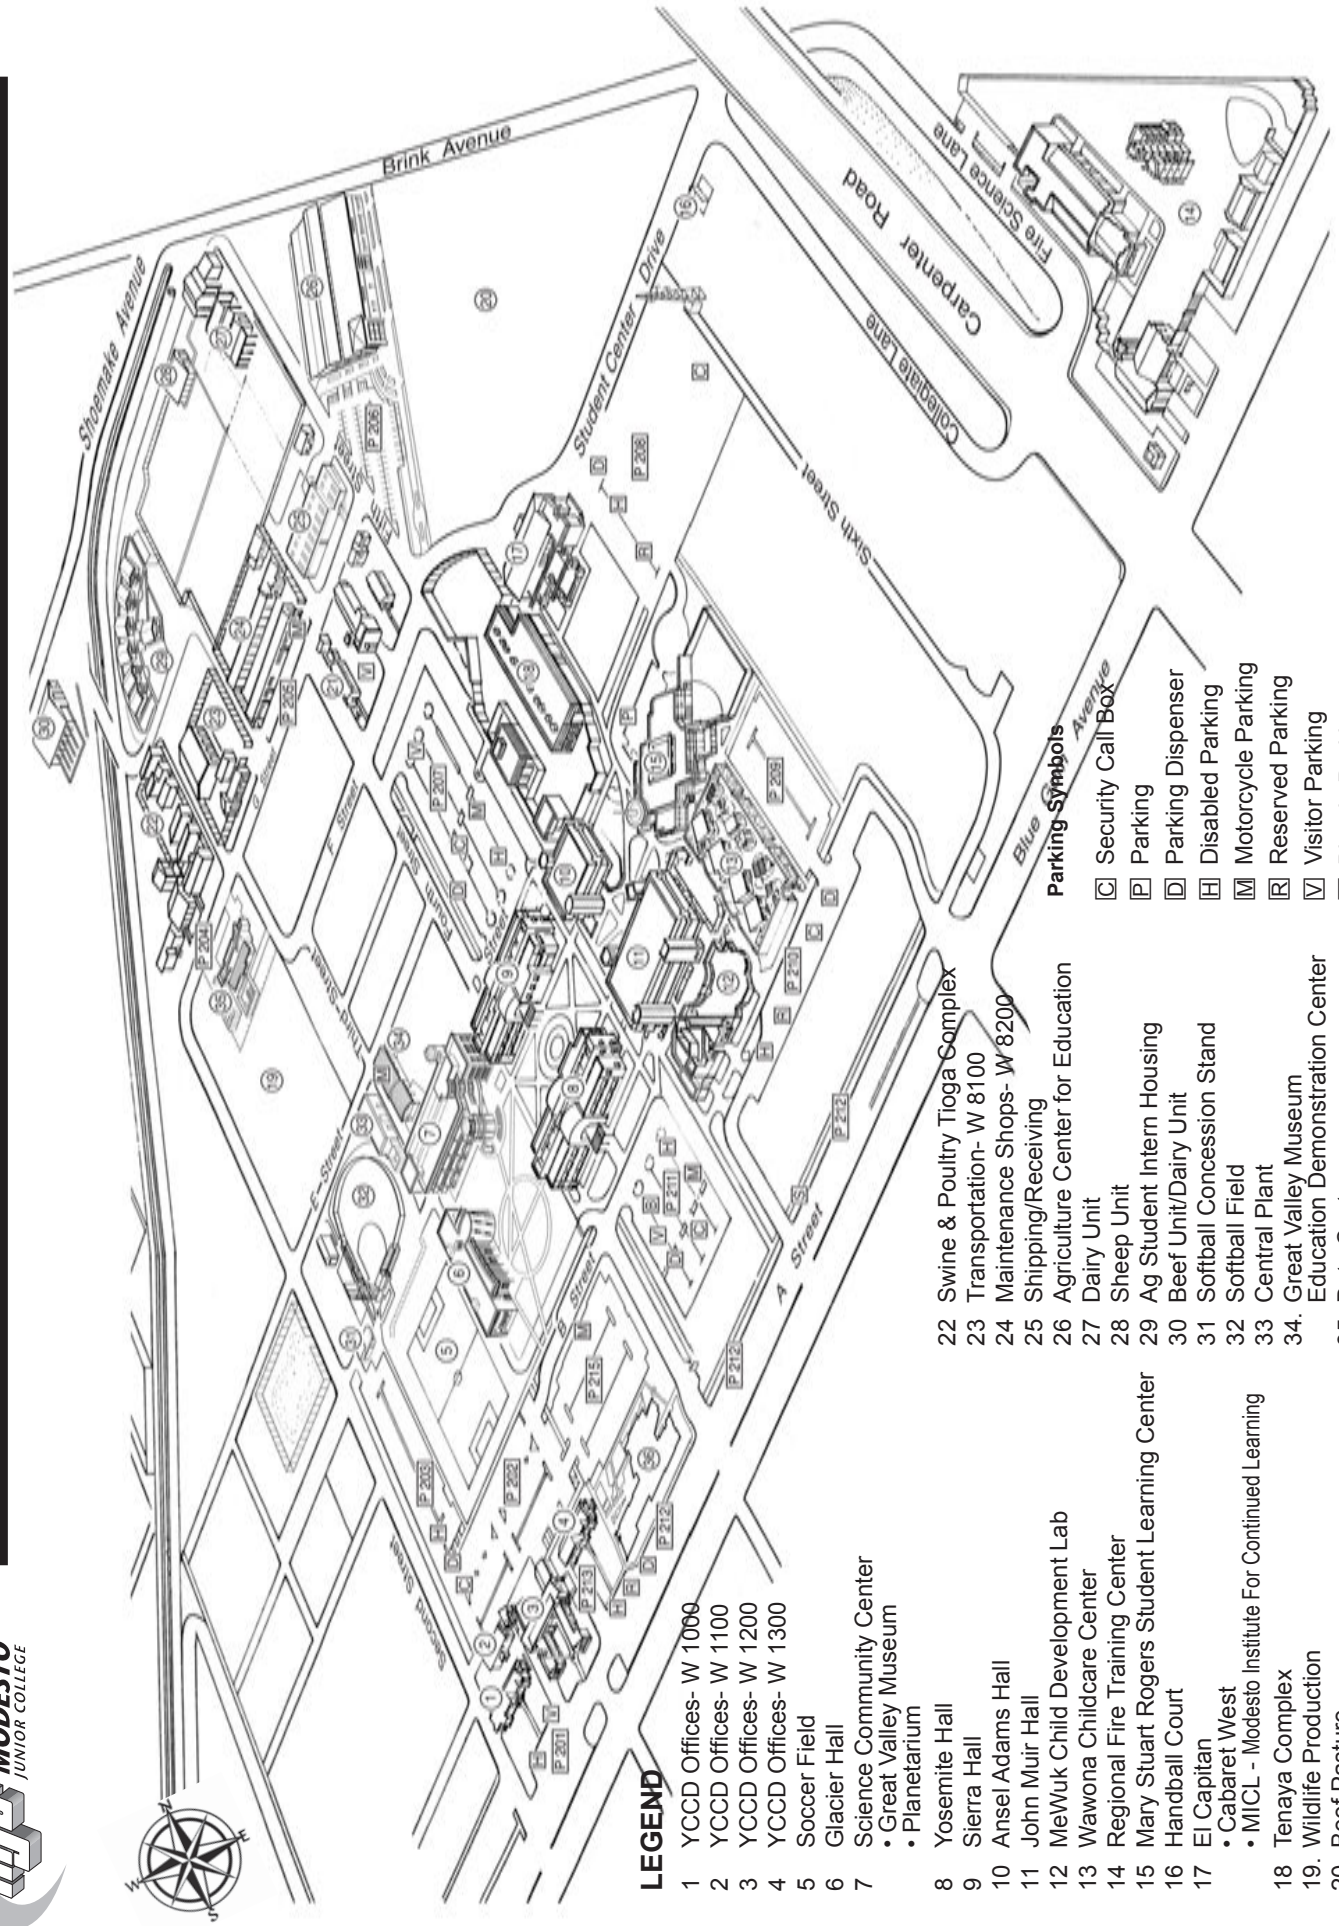 MODESTO
JUNIOR COLLEGE
Shoemake Avenue
Brink Avenue
Student Center Drive
Carpenter Road
Collegiate Lane
Fire Science Lane
Sixth Street
Fifth Street
G Street
F Street
Fourth Street
Street
Third Street
E-Street
Second Street
B Street
D Street
A Street
Blue Gum Avenue
P 201
P 202
P 203
P 204
P 205
P 206
P 207
P 208
P 209
P 210
P 211
P 212
P 212
P 212
P 213
P 215
N
E
S
W
LEGEND
1 YCCD Offices- W 1000
2 YCCD Offices- W 1100
3 YCCD Offices- W 1200
4 YCCD Offices- W 1300
5 Soccer Field
6 Glacier Hall
7 Science Community Center
• Great Valley Museum
• Planetarium
8 Yosemite Hall
9 Sierra Hall
10 Ansel Adams Hall
11 John Muir Hall
12 MeWuk Child Development Lab
13 Wawona Childcare Center
14 Regional Fire Training Center
15 Mary Stuart Rogers Student Learning Center
16 Handball Court
17 El Capitan
• Cabaret West
• MICL - Modesto Institute For Continued Learning
18 Tenaya Complex
19. Wildlife Production
20 Beef Pasture
22 Swine & Poultry Tioga Complex
23 Transportation- W 8100
24 Maintenance Shops- W 8200
25 Shipping/Receiving
26 Agriculture Center for Education
27 Dairy Unit
28 Sheep Unit
29 Ag Student Intern Housing
30 Beef Unit/Dairy Unit
31 Softball Concession Stand
32 Softball Field
33 Central Plant
34. Great Valley Museum
Education Demonstration Center
Parking Symbols
C Security Call Box
P Parking
D Parking Dispenser
H Disabled Parking
M Motorcycle Parking
R Reserved Parking
V Visitor Parking